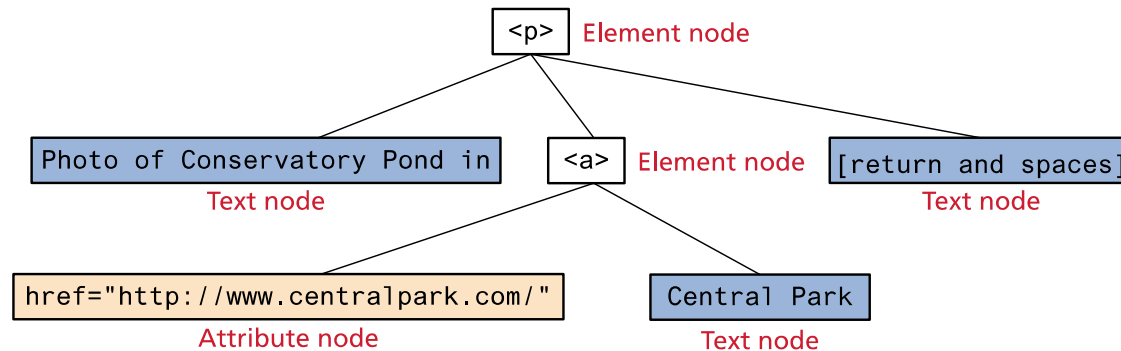 <p> Element node
Photo of Conservatory Pond in <a> Element node [return and spaces]
Text node Text node
href="http://www.centralpark.com/" Central Park
Attribute node Text node